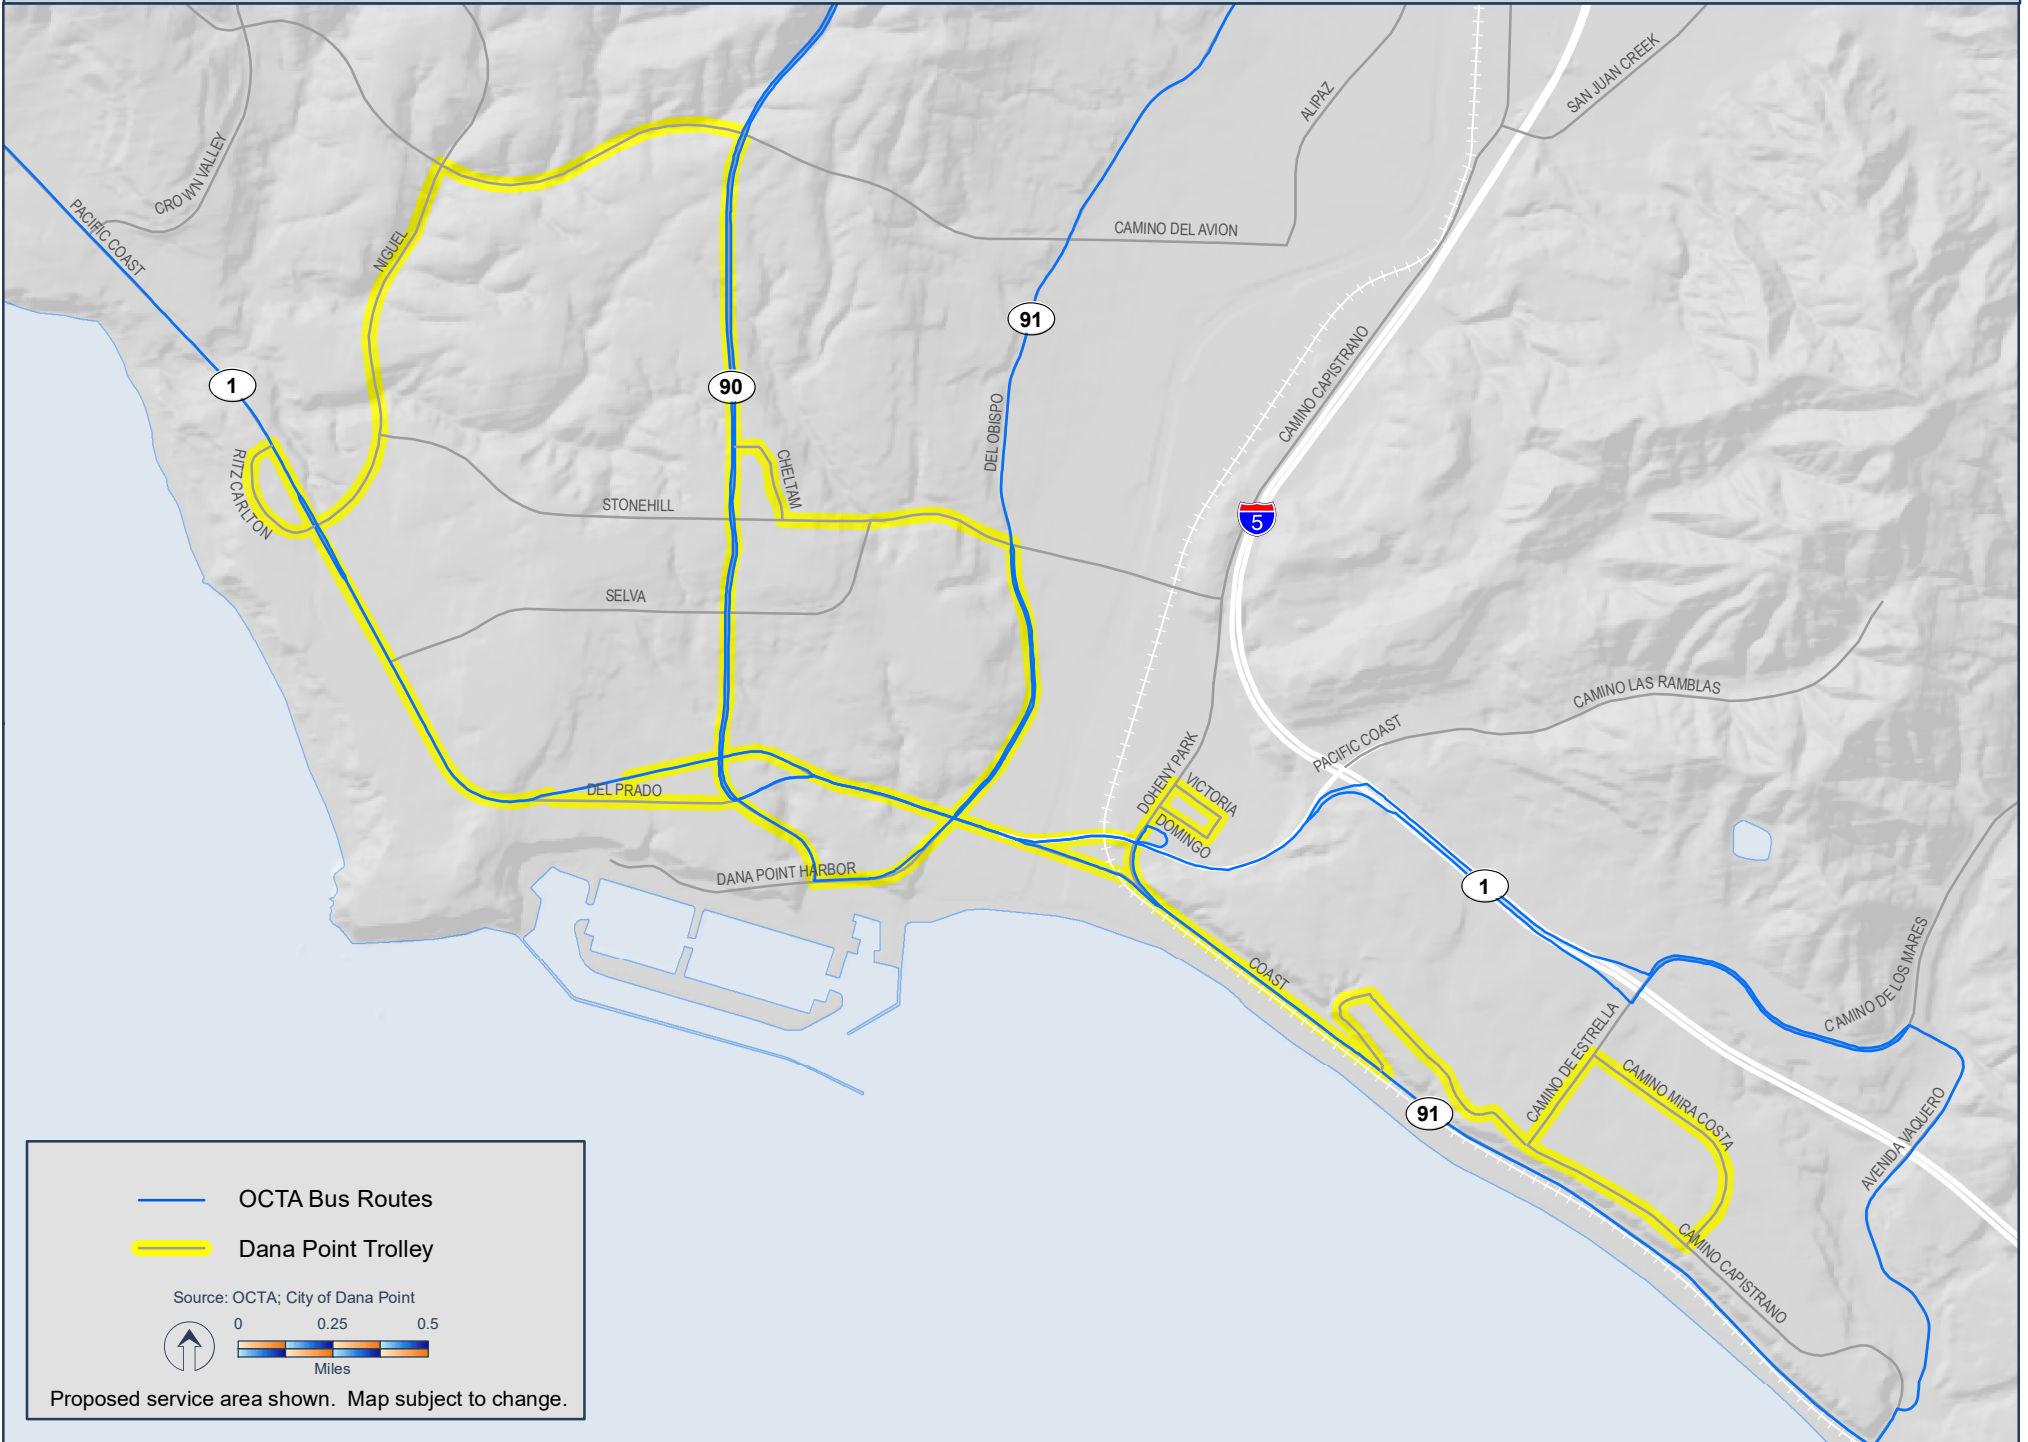 SAN JUAN CREEK
ALIPAZ
CROWN VALLEY
PACIFIC COAST
NIGUEL
CAMINO DEL AVION
91
CAMINO CAPISTRANO
1
90
DEL OBISPO
RITZ CARLTON
CHELTAM
STONEHILL
5
SELVA
CAMINO LAS RAMBLAS
PACIFIC COAST
DOHENY PARK
VICTORIA
DEL PRADO
DOMINGO
DANA POINT HARBOR
1
COAST
CAMINO DE LOS MARES
CAMINO DE ESTRELLA
CAMINO MIRA COSTA
91
AVENIDA VAQUERO
CAMINO CAPISTRANO
OCTA Bus Routes
Dana Point Trolley
Source: OCTA; City of Dana Point
0 0.25 0.5
Miles
Proposed service area shown. Map subject to change.